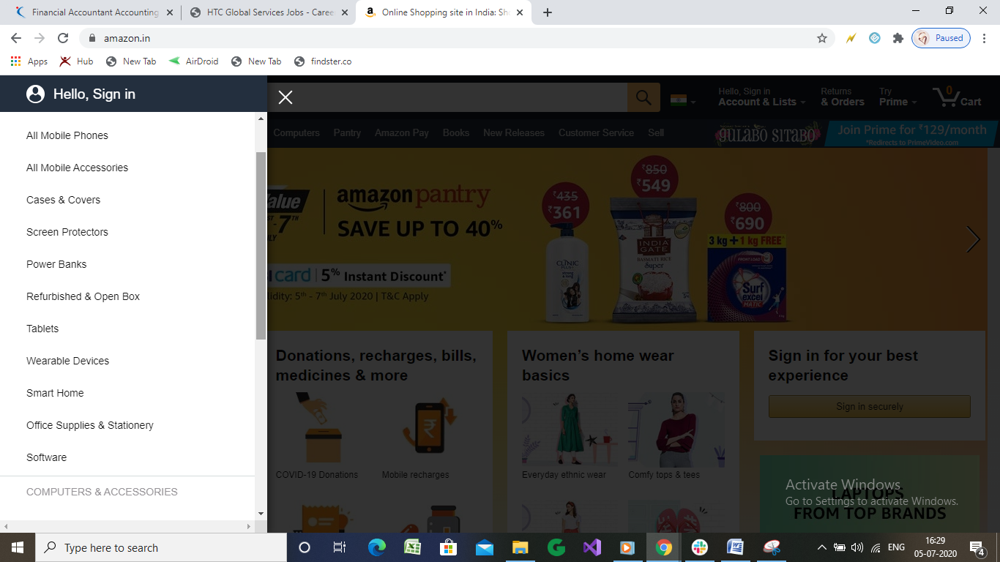 Financial Accountant Accounting
HTC Global Services Jobs - Caree
Online Shopping site in India: Sh
amazon.in
Paused
Apps
Hub
New Tab
AirDroid
New Tab
findster.co
Hello, Sign in
All Mobile Phones
All Mobile Accessories
Cases & Covers
Screen Protectors
Power Banks
Refurbished & Open Box
Tablets
Wearable Devices
Smart Home
Office Supplies & Stationery
Software
COMPUTERS & ACCESSORIES
Hello, Sign in
Account & Lists
Returns
& Orders
Try
Prime
0
Cart
Computers
Pantry
Amazon Pay
Books
New Releases
Customer Service
Sell
GULABO SITABO
Join Prime for ₹129/month
*Redirects to PrimeVideo.com
alue
7TH
amazon pantry
SAVE UP TO 40%
card
5% Instant Discount*
lidity: 5th - 7th July 2020 | T&C Apply
₹435
₹361
₹850
₹549
₹800
₹690
CLINIC
PLUS+
INDIA
GATE
BASMATI RICE
Super
3 kg + 1 kg FREE*
FRONT LOAD
Surf
excel
MATIC
Donations, recharges, bills,
medicines & more
COVID-19 Donations
Mobile recharges
Women's home wear
basics
Everyday ethnic wear
Comfy tops & tees
Sign in for your best
experience
Sign in securely
LAPTOPS
FROM TOP BRANDS
Activate Windows
Go to Settings to activate Windows.
Type here to search
ENG
16:29
05-07-2020
4